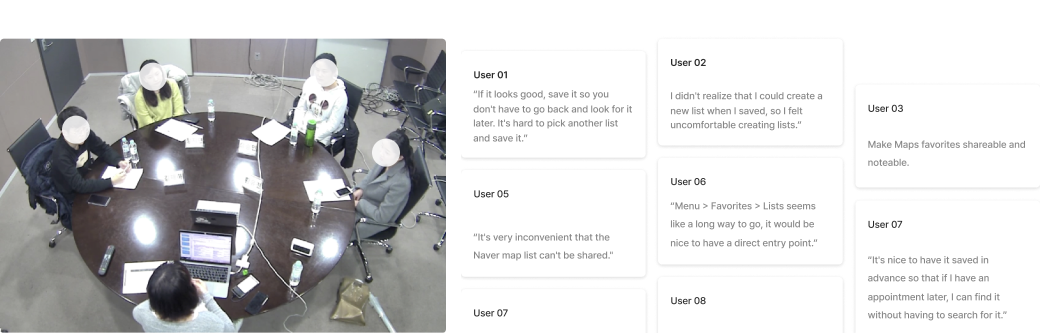 User 01
“If it looks good, save it so you
don't have to go back and look for it
later. It's hard to pick another list
and save it.”
User 02
I didn't realize that I could create a
new list when I saved, so I felt
uncomfortable creating lists.”
User 03
Make Maps favorites shareable and
noteable.
User 05
“It's very inconvenient that the
Naver map list can't be shared.”
User 06
“Menu > Favorites > Lists seems
like a long way to go, it would be
nice to have a direct entry point.”
User 07
“It's nice to have it saved in
advance so that if I have an
appointment later, I can find it
without having to search for it.”
User 07
User 08